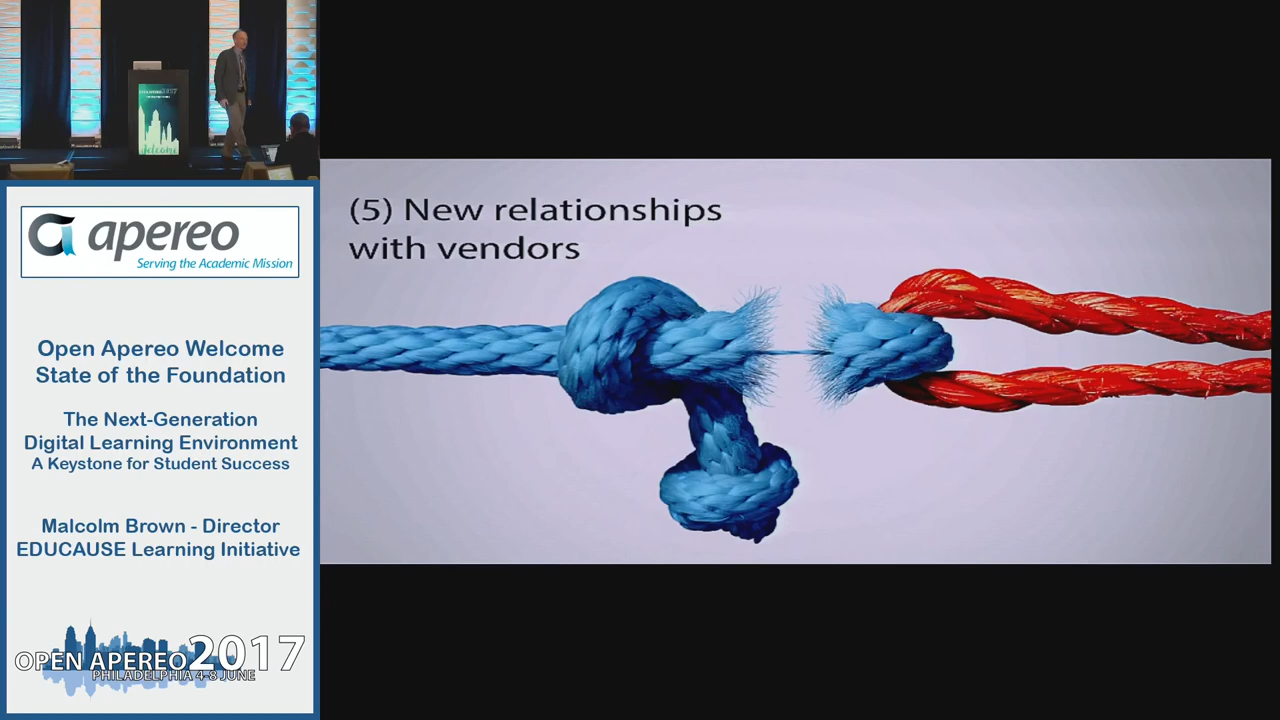 apereo
Serving the Academic Mission
Open Apereo Welcome
State of the Foundation
The Next-Generation
Digital Learning Environment
A Keystone for Student Success
Malcolm Brown - Director
EDUCAUSE Learning Initiative
OPEN APEREO 2017
PHILADELPHIA 4-8 JUNE
(5) New relationships
with vendors
Welcome